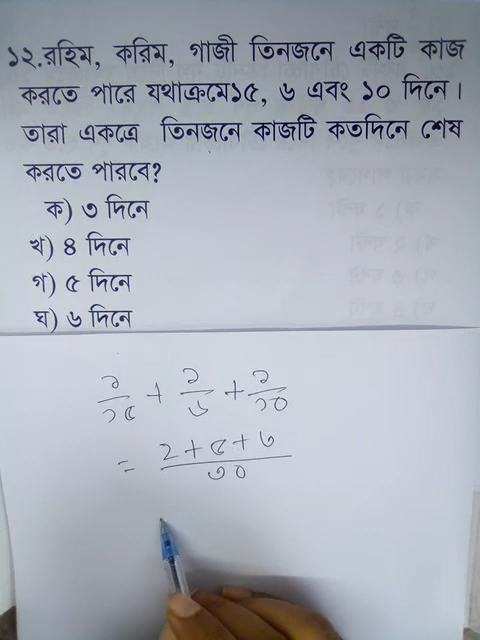 ১২.রহিম, করিম, গাজী তিনজনে একটি কাজ
করতে পারে যথাক্রমে১৫, ৬ এবং ১০ দিনে।
তারা একত্রে তিনজনে কাজটি কতদিনে শেষ
করতে পারবে?
ক) ৩ দিনে
খ) ৪ দিনে
গ) ৫ দিনে
ঘ) ৬ দিনে
১/১৫ + ১/৬ + ১/১০
= ২+৫+৩/৩০